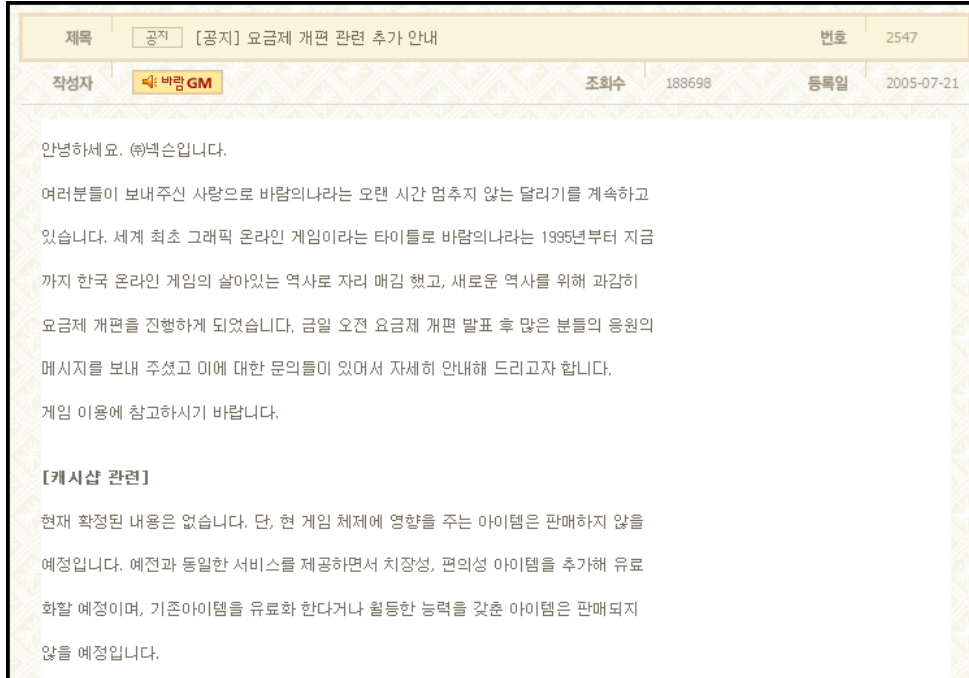 제목 공지 [공지] 요금제 개편 관련 추가 안내 번호 2547
작성자 바람GM 조회수 188698 등록일 2005-07-21
안녕하세요. ㈜넥슨입니다.
여러분들이 보내주신 사랑으로 바람의나라는 오랜 시간 멈추지 않는 달리기를 계속하고
있습니다. 세계 최초 그래픽 온라인 게임이라는 타이틀로 바람의나라는 1995년부터 지금
까지 한국 온라인 게임의 살아있는 역사로 자리 매김 했고, 새로운 역사를 위해 과감히
요금제 개편을 진행하게 되었습니다. 금일 오전 요금제 개편 발표 후 많은 분들의 응원의
메시지를 보내 주셨고 이에 대한 문의들이 있어서 자세히 안내해 드리고자 합니다.
게임 이용에 참고하시기 바랍니다.
[캐시샵 관련]
현재 확정된 내용은 없습니다. 단, 현 게임 체제에 영향을 주는 아이템은 판매하지 않을
예정입니다. 예전과 동일한 서비스를 제공하면서 치장성, 편의성 아이템을 추가해 유료
화할 예정이며, 기존아이템을 유료화 한다거나 월등한 능력을 갖춘 아이템은 판매되지
않을 예정입니다.